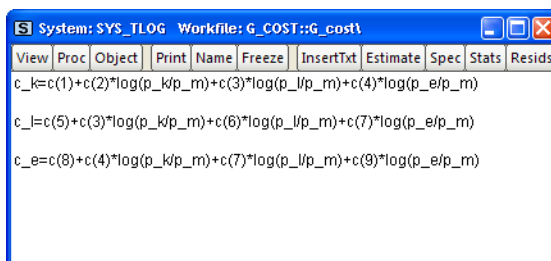 System: SYS_TLOG Workfile: G_COST::G_cost\
View Proc Object Print Name Freeze InsertTxt Estimate Spec Stats Resids
c_k=c(1)+c(2)*log(p_k/p_m)+c(3)*log(p_l/p_m)+c(4)*log(p_e/p_m)
c_l=c(5)+c(3)*log(p_k/p_m)+c(6)*log(p_l/p_m)+c(7)*log(p_e/p_m)
c_e=c(8)+c(4)*log(p_k/p_m)+c(7)*log(p_l/p_m)+c(9)*log(p_e/p_m)